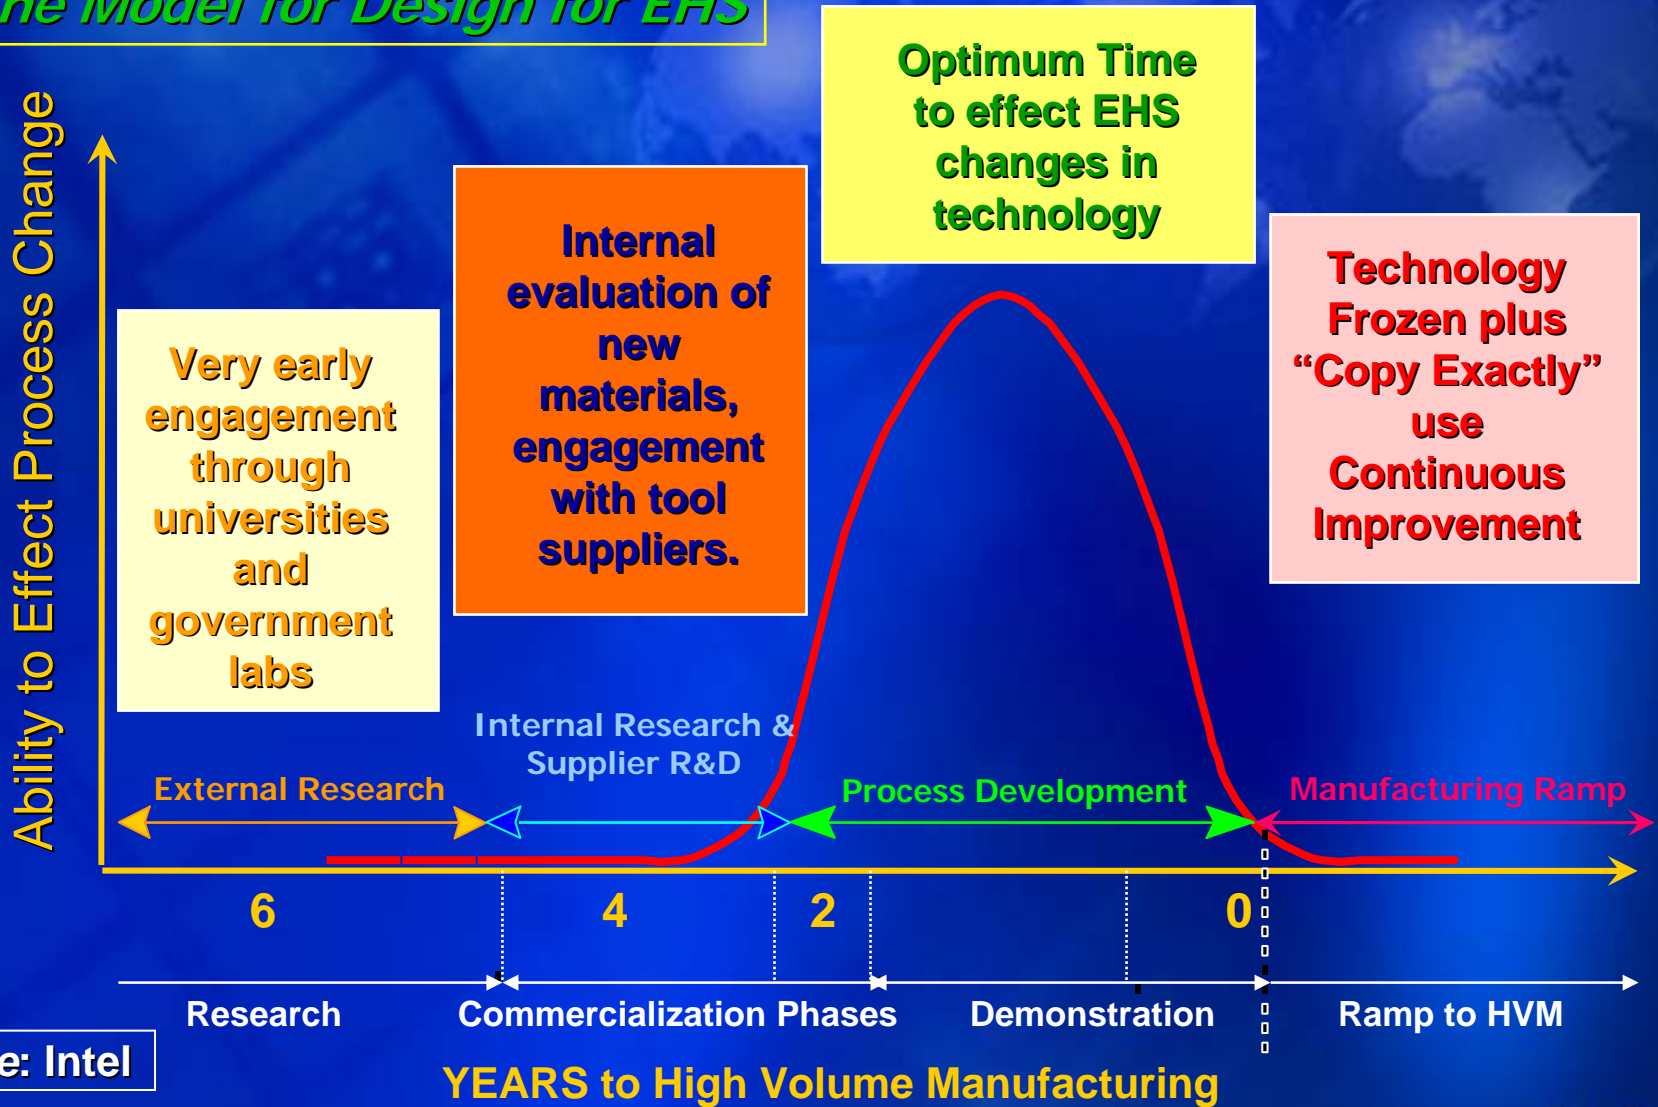 Model for Design for EHS
Optimum Time
to effect EHS
changes in
technology
Internal
evaluation of
new
materials,
engagement
with tool
suppliers.
Technology
Frozen plus
“Copy Exactly”
use
Continuous
Improvement
Very early
engagement
through
universities
and
government
labs
Ability to Effect Process Change
Internal Research &
Supplier R&D
External Research
Process Development
Manufacturing Ramp
6
4
2
0
Research
Commercialization Phases
Demonstration
Ramp to HVM
e: Intel
YEARS to High Volume Manufacturing